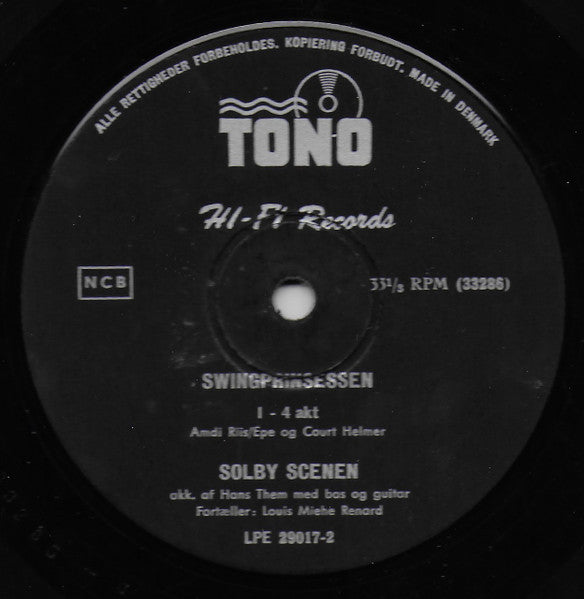 ALLE RETTIGHEDER FORBEHOLDES. KOPIERING FORBUDT. MADE IN DENMARK
TONO
HI-FI Records
NCB
33⅓ RPM (33286)
SWINGPRINSESSEN
1 - 4 akt
Amdi Riis/Epe og Court Helmer
SOLBY SCENEN
akk. af Hans Them med bas og guitar
Fortæller: Louis Miehe Renard
LPE 29017-2